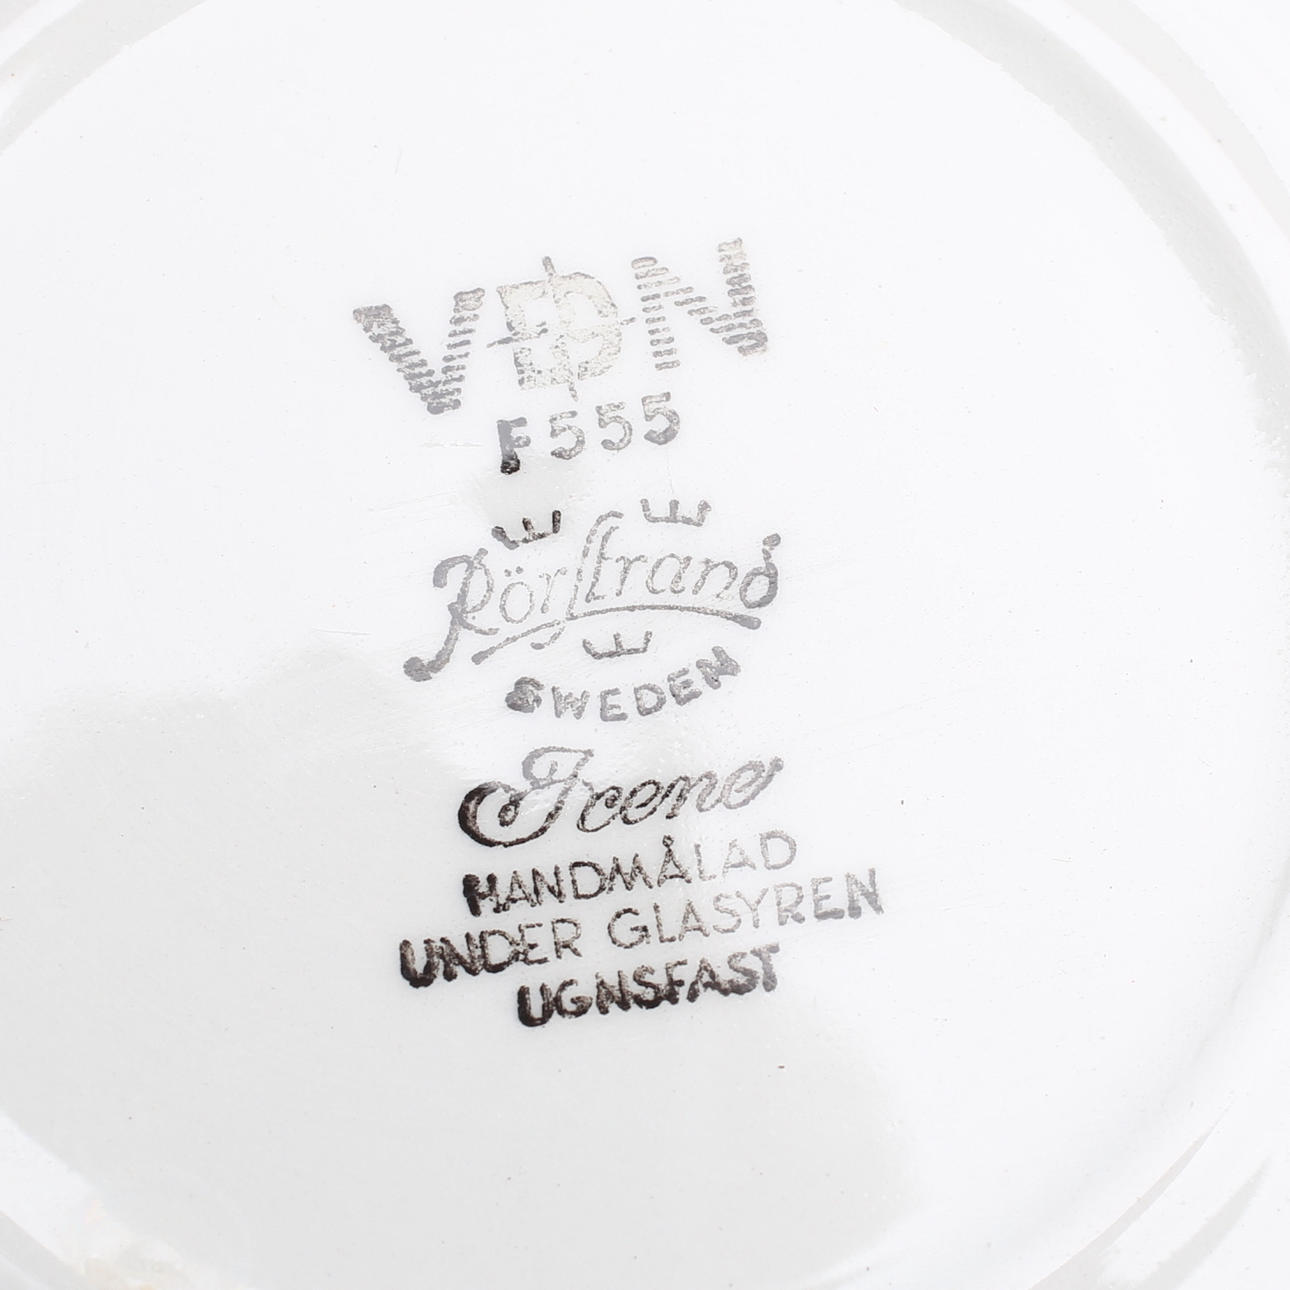 VDN
F555
Rörstrand
SWEDEN
Irene
HANDMÅLAD
UNDER GLASYREN
UGNSFAST